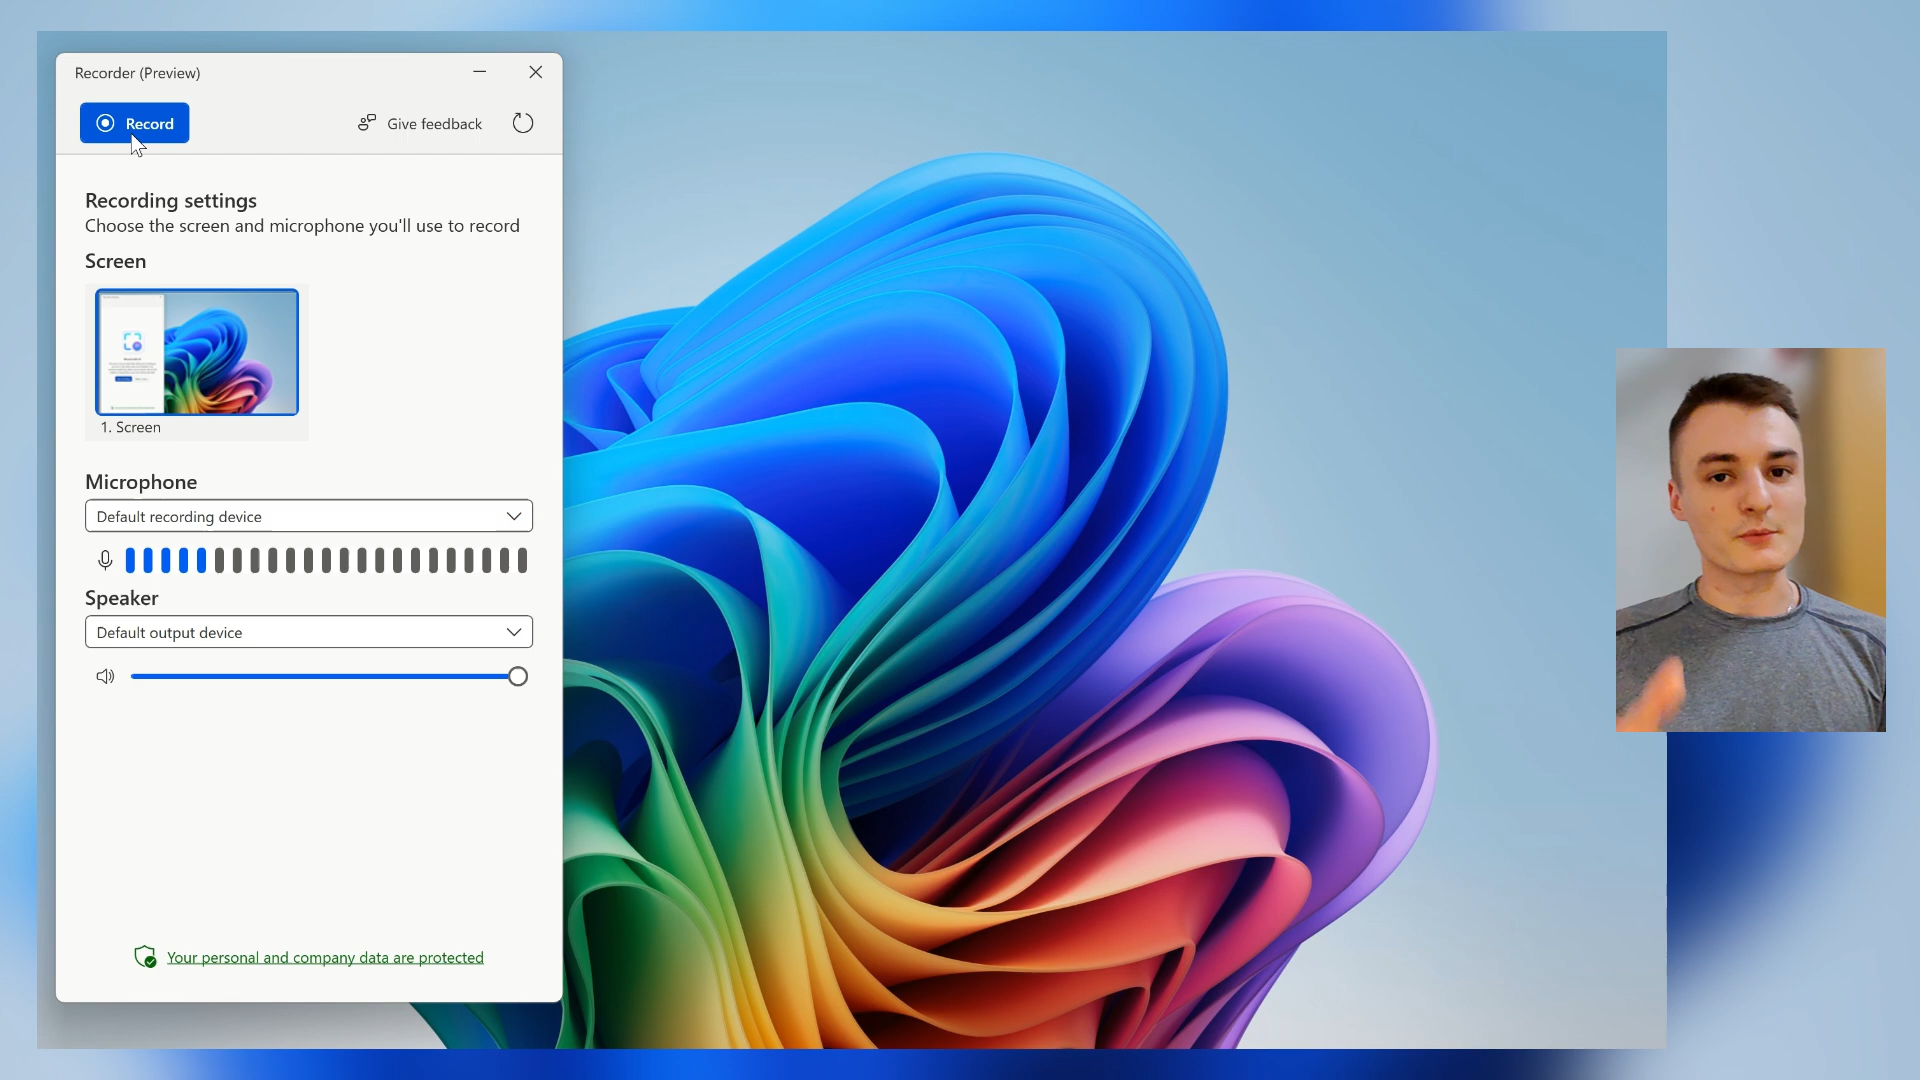 Recorder (Preview)
Record
Give feedback
Recording settings
Choose the screen and microphone you'll use to record
Screen
1. Screen
Microphone
Default recording device
Speaker
Default output device
Your personal and company data are protected